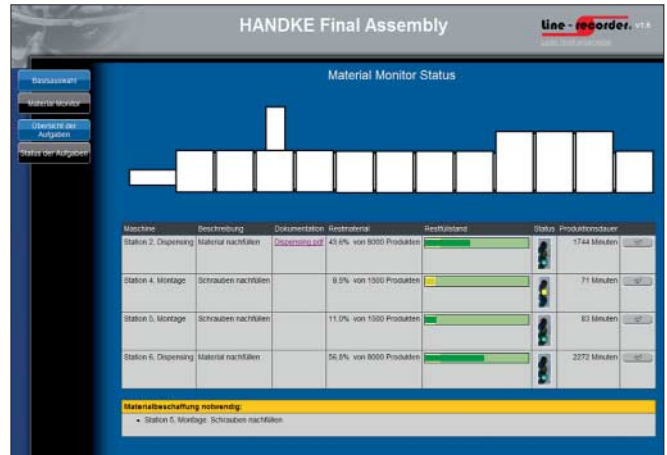 HANDKE Final Assembly
Line - recorder. v1.6
Material Monitor Status
Basisauswahl
Material Monitor
Übersicht der
Aufgaben
Status der Aufgaben
Maschine Beschreibung Dokumentation Restmaterial Restfüllstand Status Produktionsdauer
Station 2, Dispensing Material nachfüllen Dispensing.pdf 43,6% von 8000 Produkten 1744 Minuten
Station 4, Montage Schrauben nachfüllen 9,5% von 1500 Produkten 71 Minuten
Station 5, Montage Schrauben nachfüllen 11,0% von 1500 Produkten 83 Minuten
Station 6, Dispensing Material nachfüllen 56,8% von 8000 Produkten 2272 Minuten
Materialbeschaffung notwendig:
• Station 5, Montage. Schrauben nachfüllen